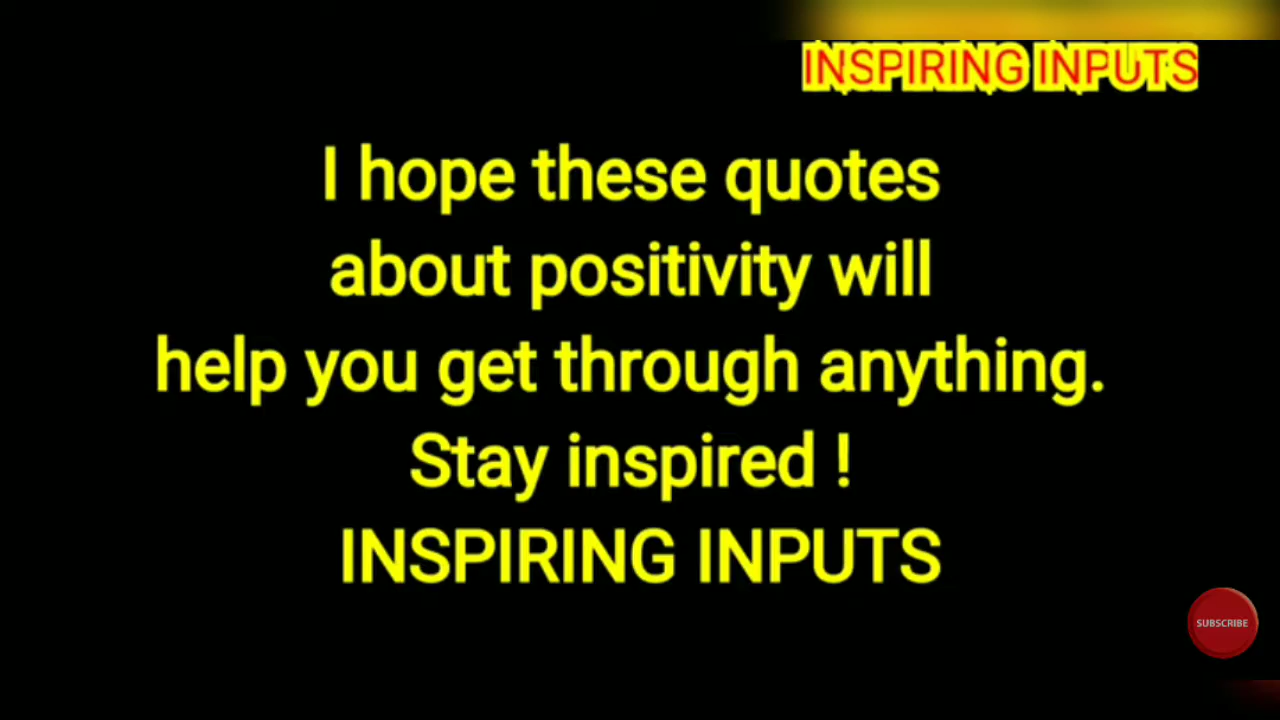 INSPIRING INPUTS
I hope these quotes
about positivity will
help you get through anything.
Stay inspired !
INSPIRING INPUTS
SUBSCRIBE